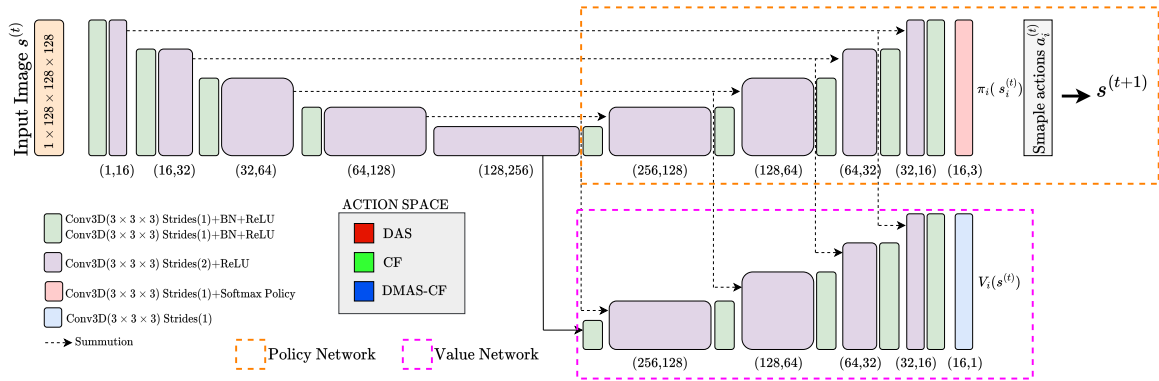 Input Image s^(t)
1 × 128 × 128 × 128
(1,16)
(16,32)
(32,64)
(64,128)
(128,256)
(256,128)
(128,64)
(64,32)
(32,16)
(16,3)
π_i( s_i^(t))
Smaple actions a_i^(t)
s^(t+1)
Conv3D(3 × 3 × 3) Strides(1)+BN+ReLU
Conv3D(3 × 3 × 3) Strides(1)+BN+ReLU
Conv3D(3 × 3 × 3) Strides(2)+ReLU
Conv3D(3 × 3 × 3) Strides(1)+Softmax Policy
Conv3D(3 × 3 × 3) Strides(1)
Summution
ACTION SPACE
DAS
CF
DMAS-CF
Policy Network
Value Network
V_i(s^(t))
(256,128)
(128,64)
(64,32)
(32,16)
(16,1)